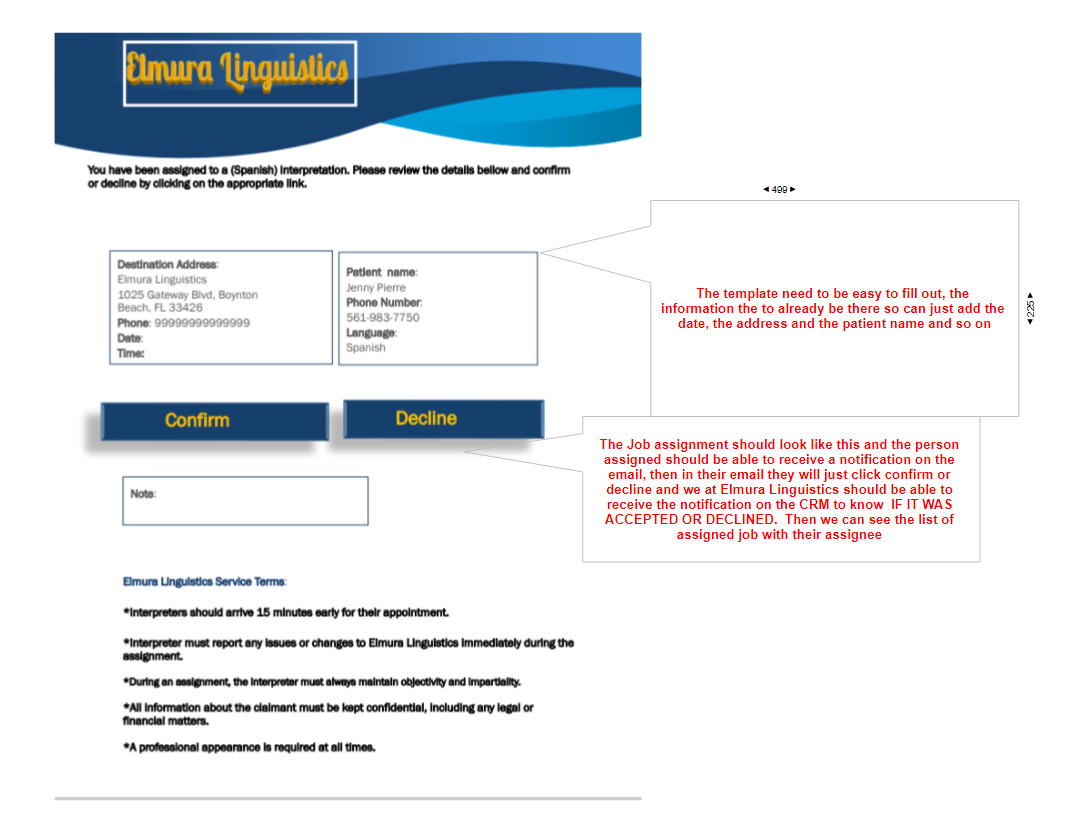 Elmura Linguistics
You have been assigned to a (Spanish) interpretation. Please review the details bellow and confirm
or decline by clicking on the appropriate link.
◄ 499 ►
Destination Address:
Elmura Linguistics
1025 Gateway Blvd, Boynton
Beach, FL 33426
Phone: 99999999999999
Date:
Time:
Patient name:
Jenny Pierre
Phone Number:
561-983-7750
Language:
Spanish
The template need to be easy to fill out, the
information the to already be there so can just add the
date, the address and the patient name and so on
◄ 225 ►
Confirm
Decline
The Job assignment should look like this and the person
assigned should be able to receive a notification on the
email, then in their email they will just click confirm or
decline and we at Elmura Linguistics should be able to
receive the notification on the CRM to know IF IT WAS
ACCEPTED OR DECLINED. Then we can see the list of
assigned job with their assignee
Note:
Elmura Linguistics Service Terms:
*Interpreters should arrive 15 minutes early for their appointment.
*Interpreter must report any issues or changes to Elmura Linguistics immediately during the
assignment.
*During an assignment, the interpreter must always maintain objectivity and impartiality.
*All information about the claimant must be kept confidential, including any legal or
financial matters.
*A professional appearance is required at all times.